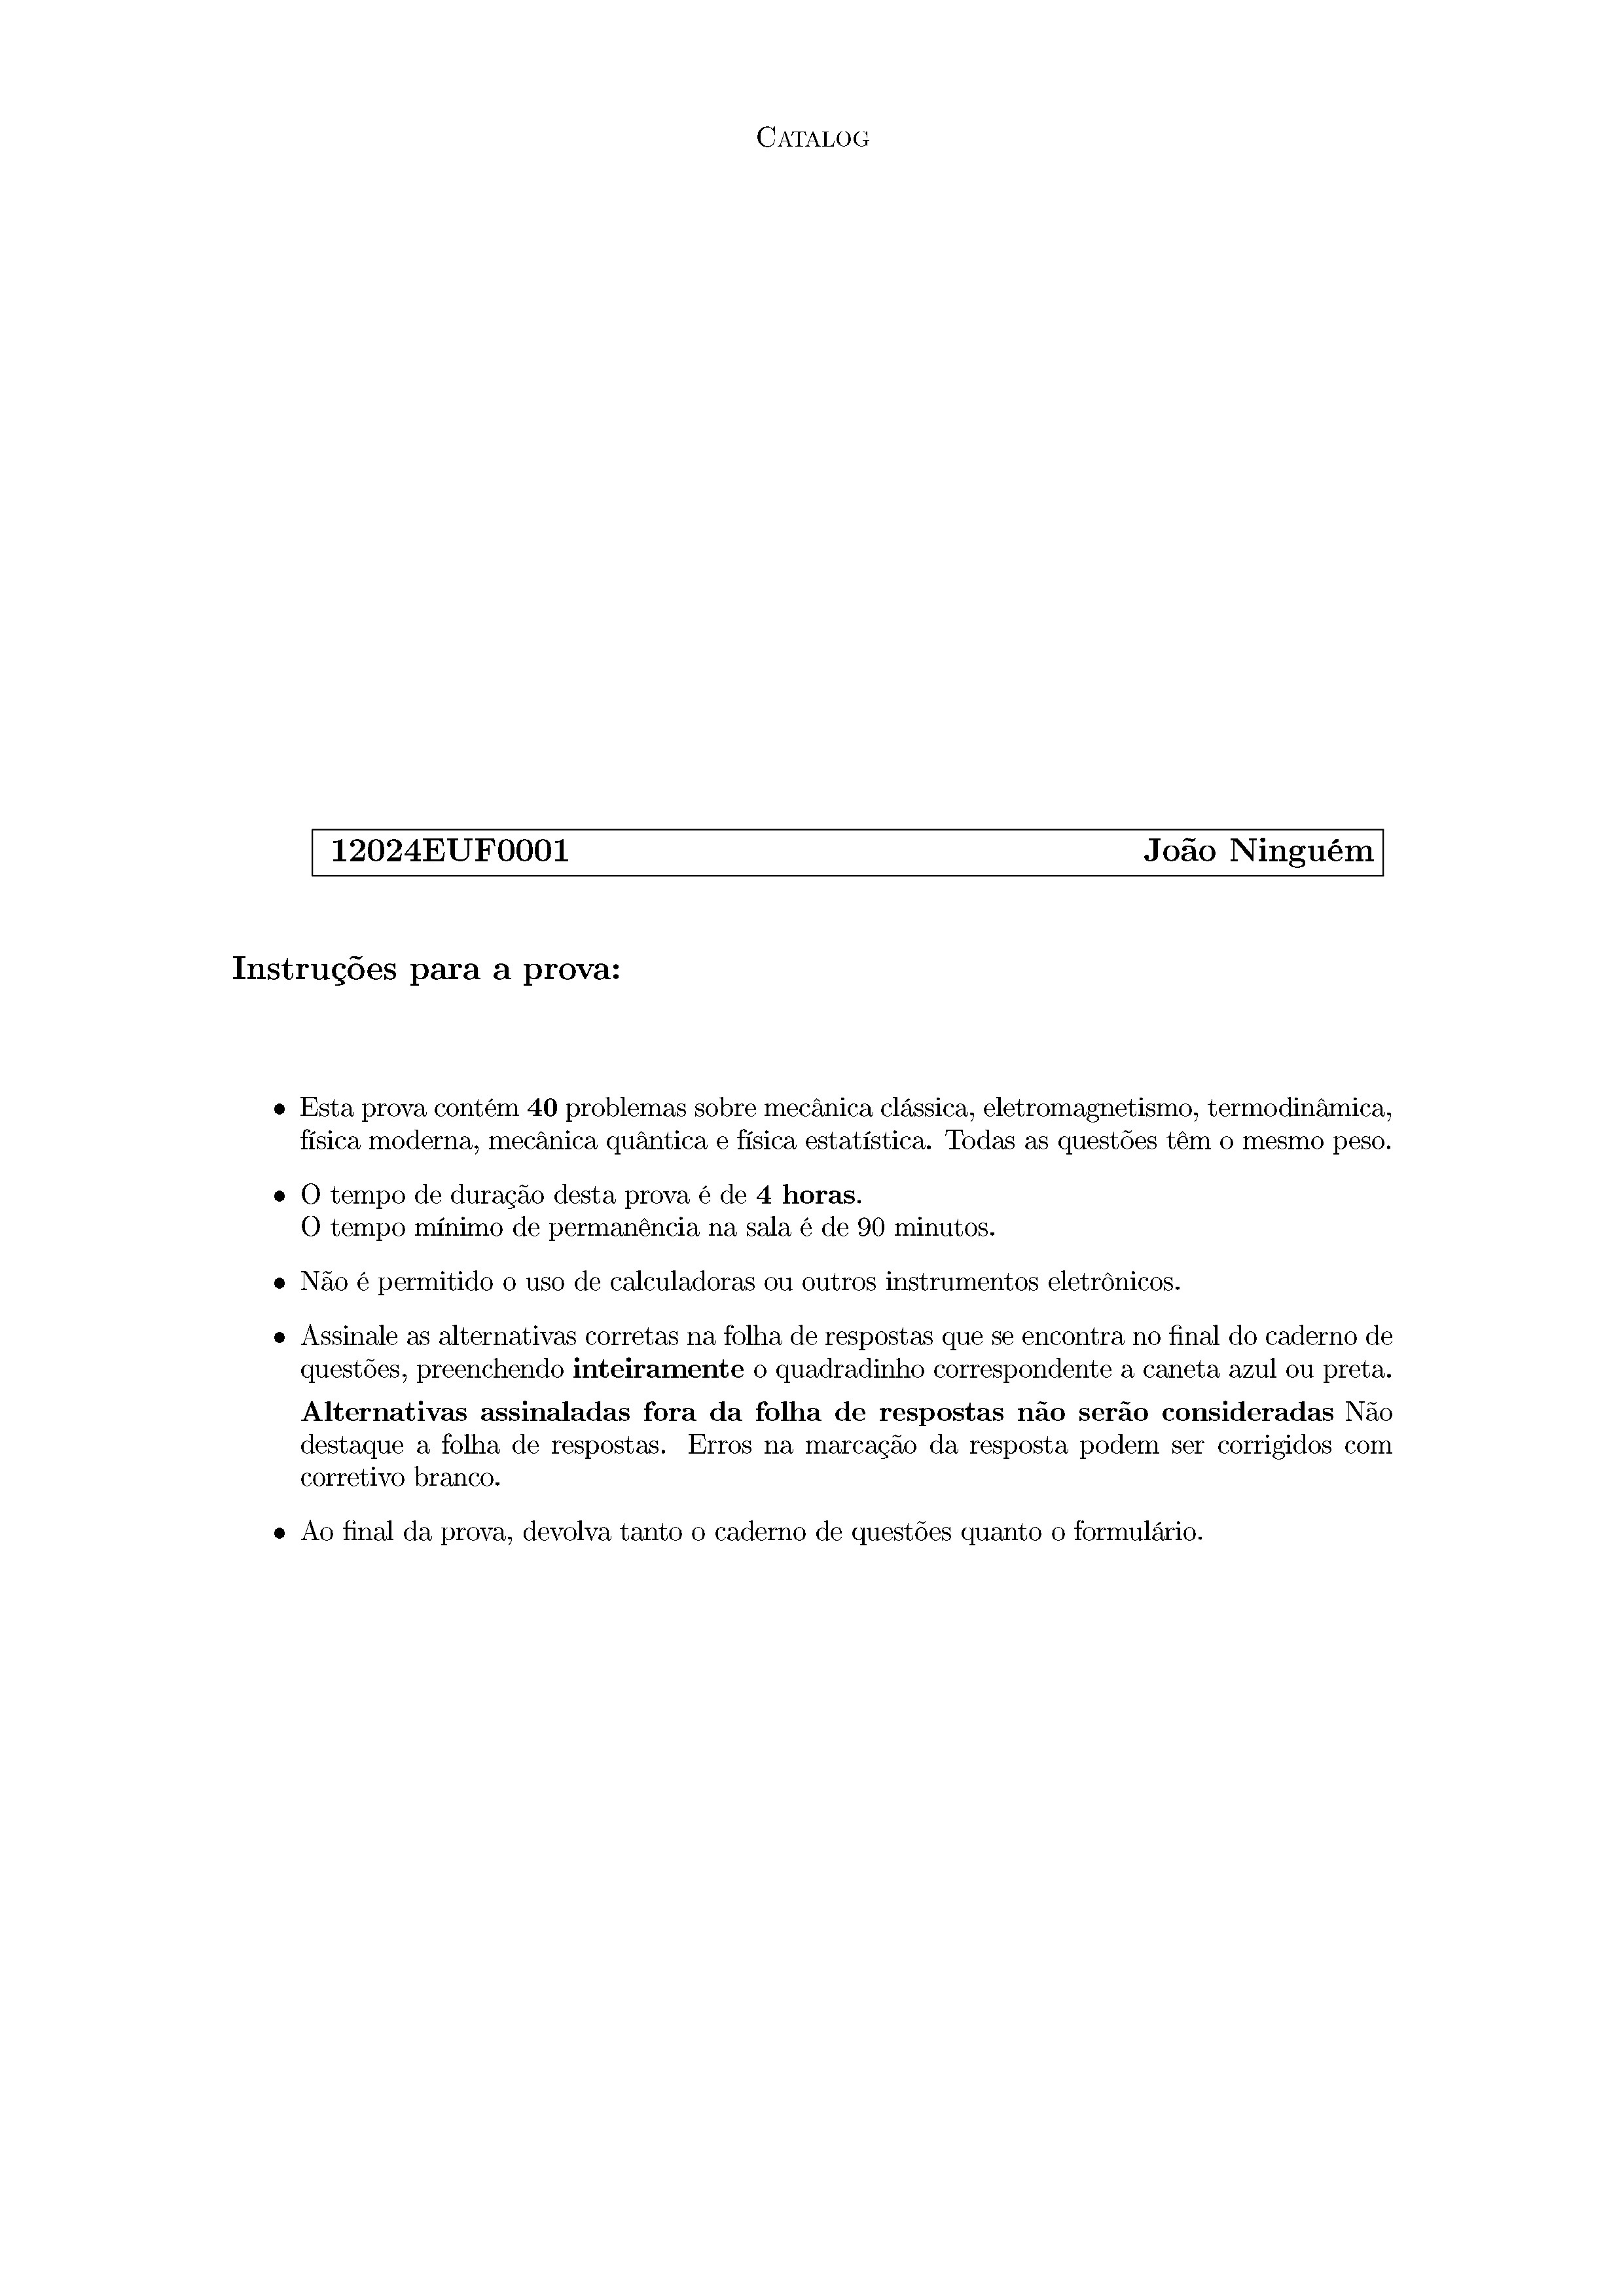 Catalog
12024EUF0001 João Ninguém
Instruções para a prova:
• Esta prova contém 40 problemas sobre mecânica clássica, eletromagnetismo, termodinâmica,
física moderna, mecânica quântica e física estatística. Todas as questões têm o mesmo peso.
• O tempo de duração desta prova é de 4 horas.
O tempo mínimo de permanência na sala é de 90 minutos.
• Não é permitido o uso de calculadoras ou outros instrumentos eletrônicos.
• Assinale as alternativas corretas na folha de respostas que se encontra no final do caderno de
questões, preenchendo inteiramente o quadradinho correspondente a caneta azul ou preta.
Alternativas assinaladas fora da folha de respostas não serão consideradas Não
destaque a folha de respostas. Erros na marcação da resposta podem ser corrigidos com
corretivo branco.
• Ao final da prova, devolva tanto o caderno de questões quanto o formulário.